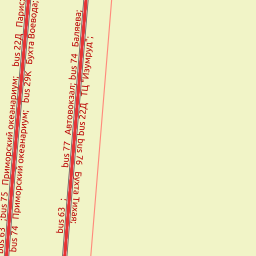 bus 63  ;bus 75  Приморский океанариум;  bus 22Д  Парис;
bus 74  Приморский океанариум;  bus 29К  Бухта Воевода;
bus 63  ;  bus 77  Автовокзал; bus 74  Баляева;
bus 76  Бухта Тихая;  bus 22Д  ТЦ "Изумруд";